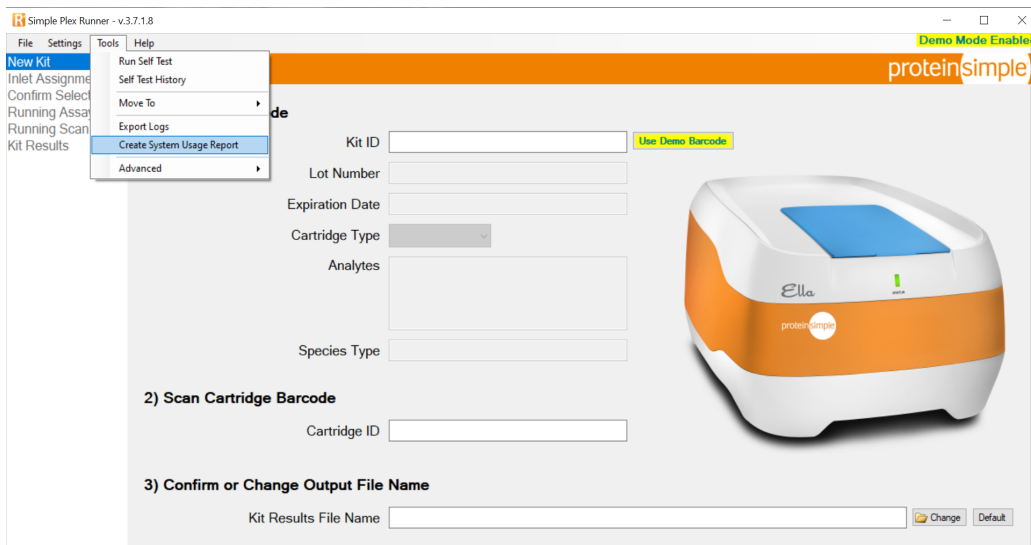 Simple Plex Runner - v.3.7.1.8
File Settings Tools Help
Demo Mode Enable
New Kit
Inlet Assignme
Confirm Select
Running Assay
Running Scan
Kit Results
Run Self Test
Self Test History
Move To
Export Logs
Create System Usage Report
Advanced
proteinsimple
de
Kit ID
Use Demo Barcode
Lot Number
Expiration Date
Cartridge Type
Analytes
Species Type
Ella
proteinsimple
2) Scan Cartridge Barcode
Cartridge ID
3) Confirm or Change Output File Name
Kit Results File Name
Change Default